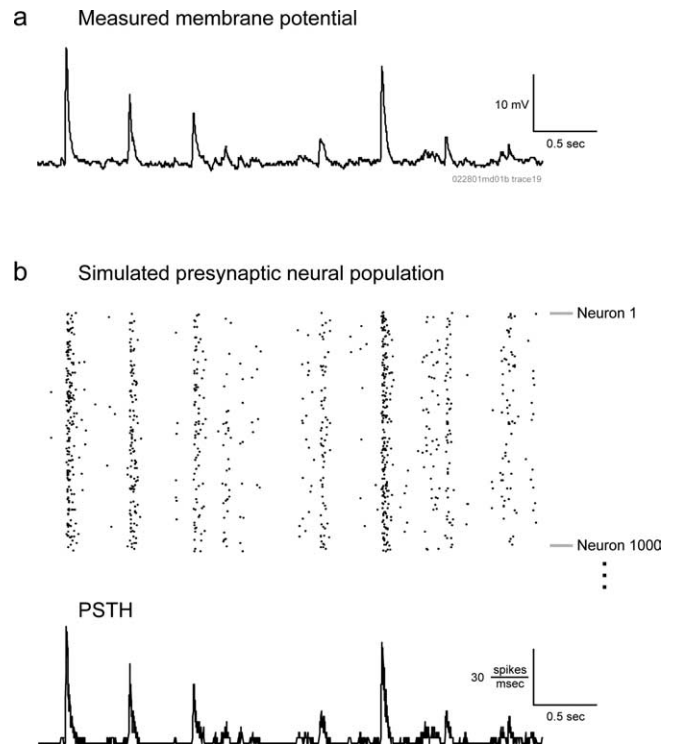 a Measured membrane potential
10 mV
0.5 sec
022801md01b trace19
b Simulated presynaptic neural population
Neuron 1
Neuron 1000
PSTH
30 spikes
msec
0.5 sec